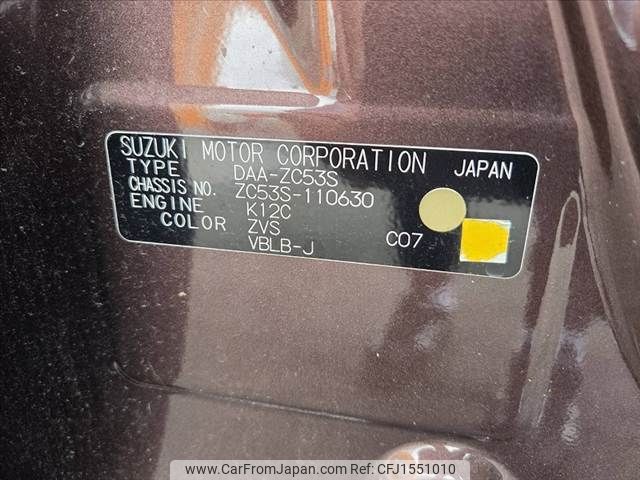 SUZUKI MOTOR CORPORATION JAPAN
TYPE DAA-ZC53S
CHASSIS NO. ZC53S-110630
ENGINE K12C
COLOR ZVS
VBLB-J C07
www.CarFromJapan.com | © CarFromJapan | CFJ1551010